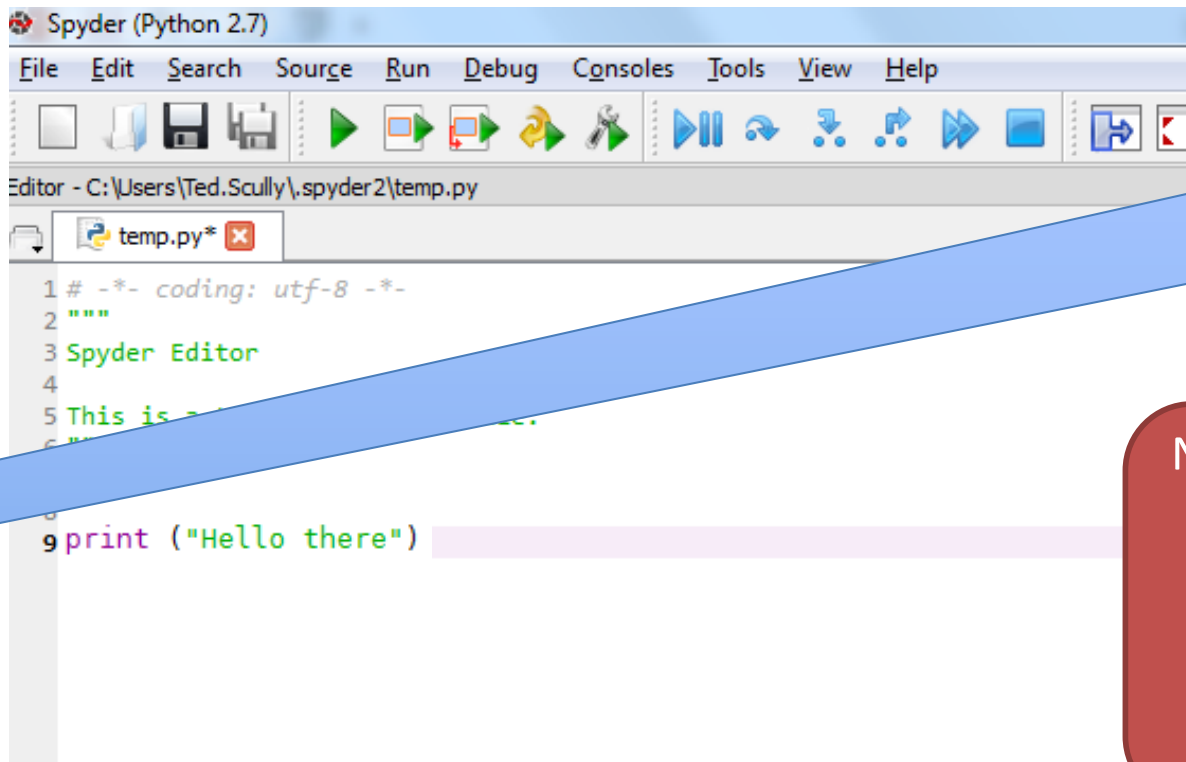 Spyder (Python 2.7)
File Edit Search Source Run Debug Consoles Tools View Help
Editor - C:\Users\Ted.Scully\.spyder2\temp.py
temp.py*
1 # -*- coding: utf-8 -*-
2 """
3 Spyder Editor
4
5 This is a
9 print ("Hello there")
N